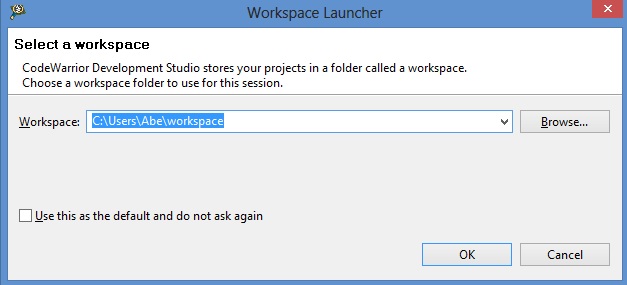 Workspace Launcher
Select a workspace
CodeWarrior Development Studio stores your projects in a folder called a workspace.
Choose a workspace folder to use for this session.
Workspace: C:\Users\Abe\workspace Browse...
Use this as the default and do not ask again
OK Cancel